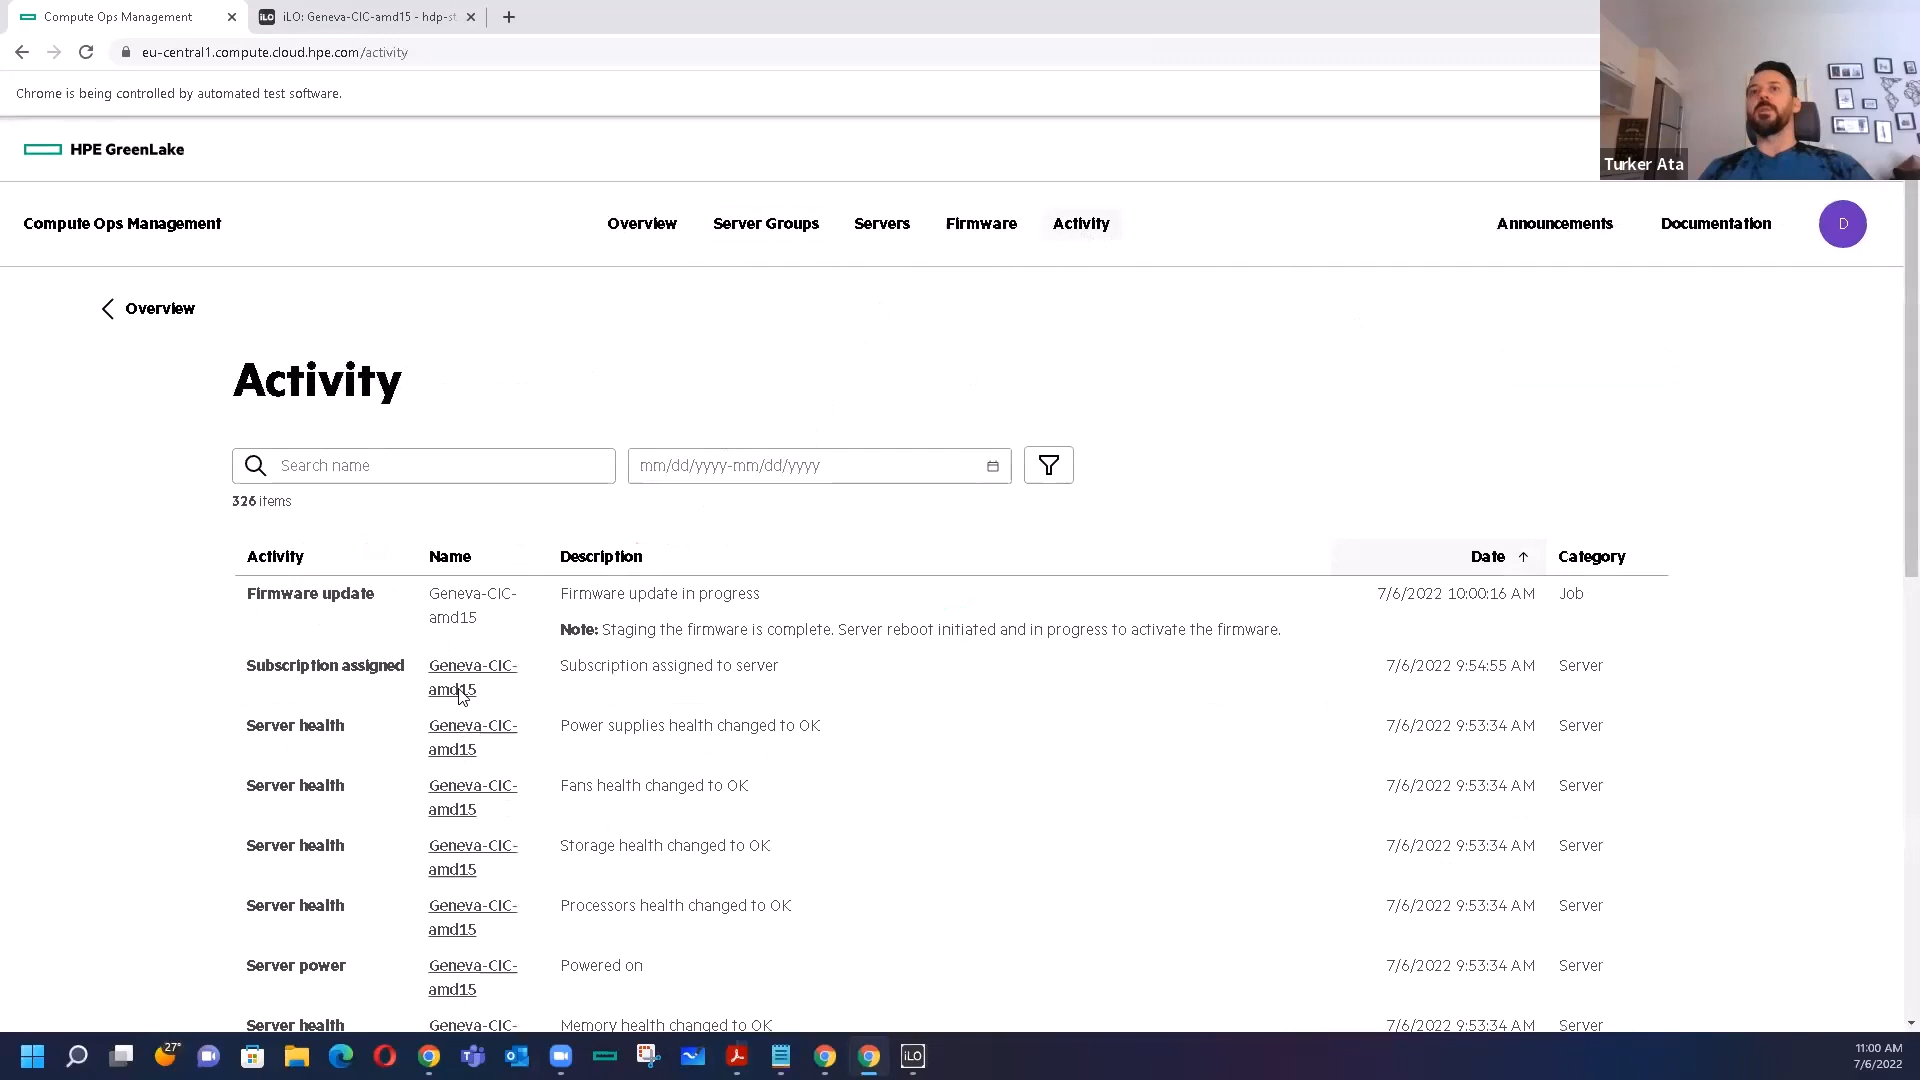 Compute Ops Management
iLO iLO: Geneva-CIC-amd15 - hdp-st
eu-central1.compute.cloud.hpe.com/activity
Chrome is being controlled by automated test software.
HPE GreenLake
Turker Ata
Compute Ops Management
Overview Server Groups Servers Firmware Activity
Announcements Documentation D
Overview
Activity
Search name
mm/dd/yyyy-mm/dd/yyyy
326 items
Activity Name Description Date Category
Firmware update Geneva-CIC- Firmware update in progress 7/6/2022 10:00:16 AM Job
amd15
Note: Staging the firmware is complete. Server reboot initiated and in progress to activate the firmware.
Subscription assigned Geneva-CIC- Subscription assigned to server 7/6/2022 9:54:55 AM Server
amd15
Server health Geneva-CIC- Power supplies health changed to OK 7/6/2022 9:53:34 AM Server
amd15
Server health Geneva-CIC- Fans health changed to OK 7/6/2022 9:53:34 AM Server
amd15
Server health Geneva-CIC- Storage health changed to OK 7/6/2022 9:53:34 AM Server
amd15
Server health Geneva-CIC- Processors health changed to OK 7/6/2022 9:53:34 AM Server
amd15
Server power Geneva-CIC- Powered on 7/6/2022 9:53:34 AM Server
amd15
Server health Geneva-CIC- Memory health changed to OK 7/6/2022 9:53:34 AM Server
27°
iLO
11:00 AM
7/6/2022